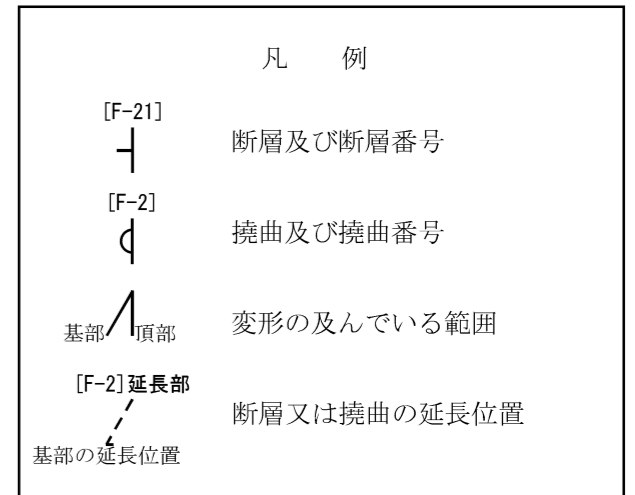 凡　例
[F-21]
断層及び断層番号
[F-2]
撓曲及び撓曲番号
基部 頂部 変形の及んでいる範囲
[F-2]延長部
断層又は撓曲の延長位置
基部の延長位置